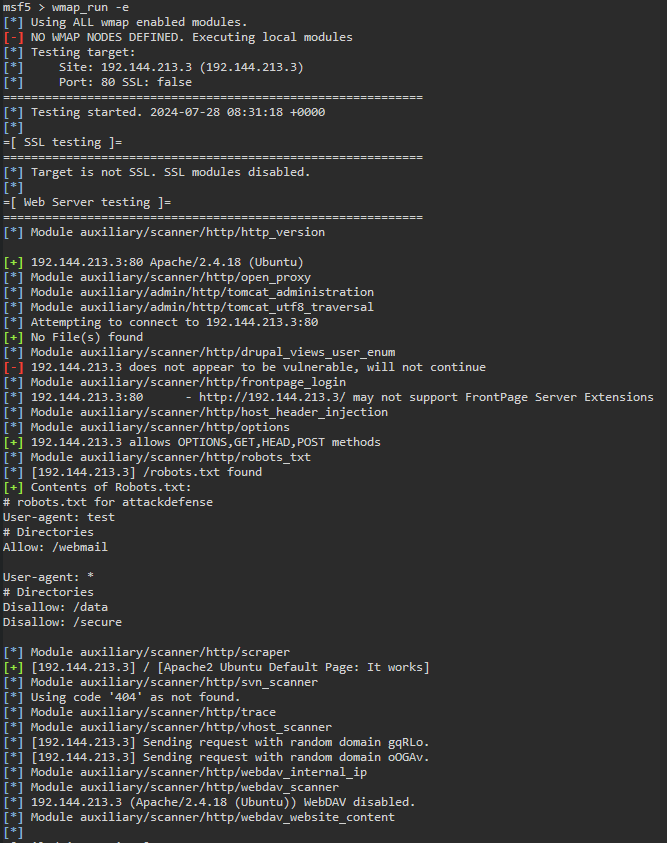 msf5 > wmap_run -e
[*] Using ALL wmap enabled modules.
[-] NO WMAP NODES DEFINED. Executing local modules
[*] Testing target:
[*]     Site: 192.144.213.3 (192.144.213.3)
[*]     Port: 80 SSL: false
============================================================
[*] Testing started. 2024-07-28 08:31:18 +0000
[*]
=[ SSL testing ]=
============================================================
[*] Target is not SSL. SSL modules disabled.
[*]
=[ Web Server testing ]=
============================================================
[*] Module auxiliary/scanner/http/http_version

[+] 192.144.213.3:80 Apache/2.4.18 (Ubuntu)
[*] Module auxiliary/scanner/http/open_proxy
[*] Module auxiliary/admin/http/tomcat_administration
[*] Module auxiliary/admin/http/tomcat_utf8_traversal
[*] Attempting to connect to 192.144.213.3:80
[+] No File(s) found
[*] Module auxiliary/scanner/http/drupal_views_user_enum
[-] 192.144.213.3 does not appear to be vulnerable, will not continue
[*] Module auxiliary/scanner/http/frontpage_login
[*] 192.144.213.3:80      - http://192.144.213.3/ may not support FrontPage Server Extensions
[*] Module auxiliary/scanner/http/host_header_injection
[*] Module auxiliary/scanner/http/options
[+] 192.144.213.3 allows OPTIONS,GET,HEAD,POST methods
[*] Module auxiliary/scanner/http/robots_txt
[*] [192.144.213.3] /robots.txt found
[+] Contents of Robots.txt:
# robots.txt for attackdefense
User-agent: test
# Directories
Allow: /webmail

User-agent: *
# Directories
Disallow: /data
Disallow: /secure

[*] Module auxiliary/scanner/http/scraper
[+] [192.144.213.3] / [Apache2 Ubuntu Default Page: It works]
[*] Module auxiliary/scanner/http/svn_scanner
[*] Using code '404' as not found.
[*] Module auxiliary/scanner/http/trace
[*] Module auxiliary/scanner/http/vhost_scanner
[*] [192.144.213.3] Sending request with random domain gqRLo.
[*] [192.144.213.3] Sending request with random domain oOGAv.
[*] Module auxiliary/scanner/http/webdav_internal_ip
[*] Module auxiliary/scanner/http/webdav_scanner
[*] 192.144.213.3 (Apache/2.4.18 (Ubuntu)) WebDAV disabled.
[*] Module auxiliary/scanner/http/webdav_website_content
[*]